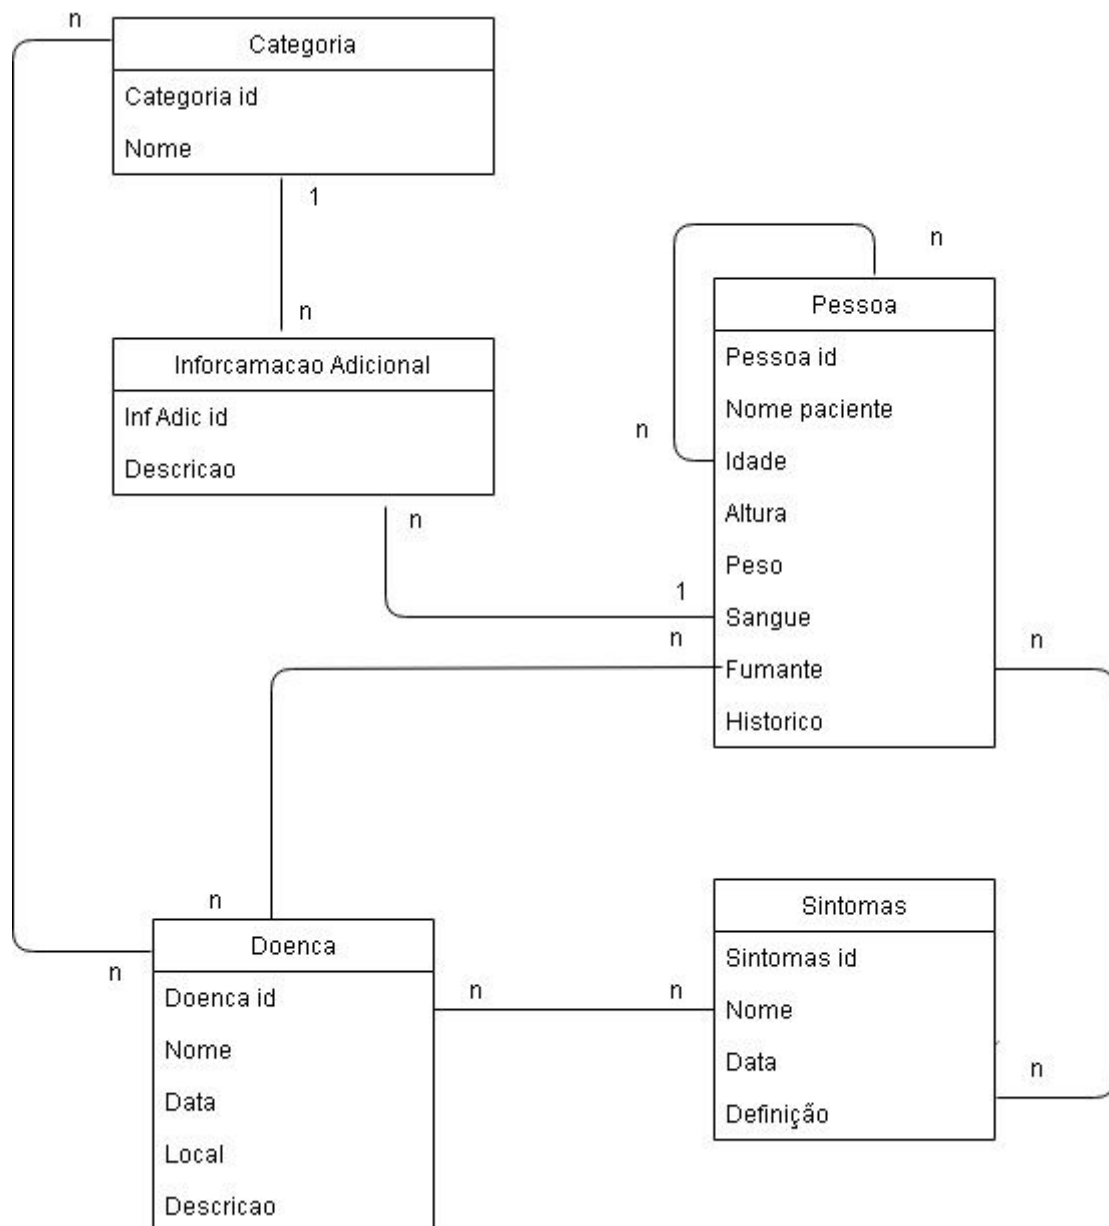 n
Categoria
Categoria id
Nome
1
n
Inforcamacao Adicional
Inf Adic id
Descricao
n
n
n
Pessoa
Pessoa id
Nome paciente
Idade
Altura
Peso
Sangue
Fumante
Historico
1
n
n
n
n
Doenca
Doenca id
Nome
Data
Local
Descricao
n
n
Sintomas
Sintomas id
Nome
Data
Definição
n